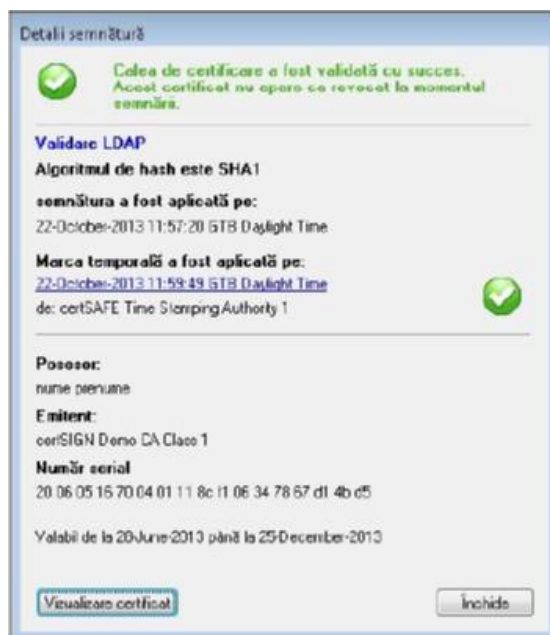 Detalii semnătură
Calea de certificare a fost validată cu succes.
Acest certificat nu apare ca revocat la momentul
semnării.
Validare LDAP
Algoritmul de hash este SHA1
semnătura a fost aplicată pe:
22-October-2013 11:57:20 GTB Daylight Time
Marca temporală a fost aplicată pe:
22-October-2013 11:59:49 GTB Daylight Time
de: certSAFE Time Stamping Authority 1
Posesor:
nume prenume
Emitent:
certSIGN Demo CA Class 1
Număr serial
20 06 05 16 70 04 01 11 8c f1 06 34 78 67 d1 4b d5
Valabil de la 28-June-2013 până la 25-December-2013
Vizualizare certificat
Închide